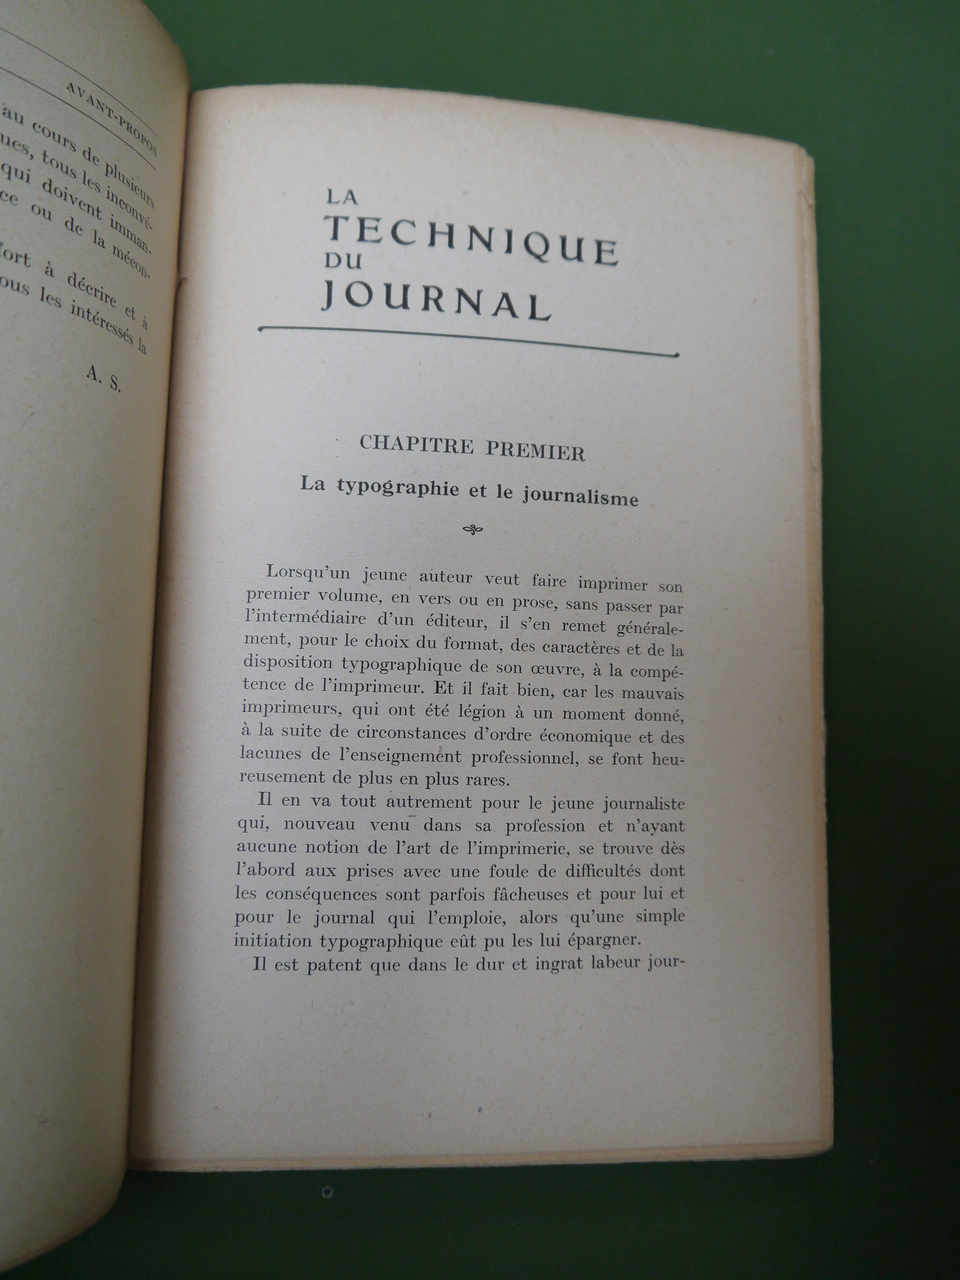 AVANT-PROPOS
au cours de plusieurs
ues, tous les inconvé-
qui doivent imman-
ce ou de la mécon-
fort à décrire et à
ous les intéressés la
A. S.
LA
TECHNIQUE
DU
JOURNAL
CHAPITRE PREMIER
La typographie et le journalisme
Lorsqu'un jeune auteur veut faire imprimer son
premier volume, en vers ou en prose, sans passer par
l'intermédiaire d'un éditeur, il s'en remet générale-
ment, pour le choix du format, des caractères et de la
disposition typographique de son œuvre, à la compé-
tence de l'imprimeur. Et il fait bien, car les mauvais
imprimeurs, qui ont été légion à un moment donné,
à la suite de circonstances d'ordre économique et des
lacunes de l'enseignement professionnel, se font heu-
reusement de plus en plus rares.
Il en va tout autrement pour le jeune journaliste
qui, nouveau venu dans sa profession et n'ayant
aucune notion de l'art de l'imprimerie, se trouve dès
l'abord aux prises avec une foule de difficultés dont
les conséquences sont parfois fâcheuses et pour lui et
pour le journal qui l'emploie, alors qu'une simple
initiation typographique eût pu les lui épargner.
Il est patent que dans le dur et ingrat labeur jour-